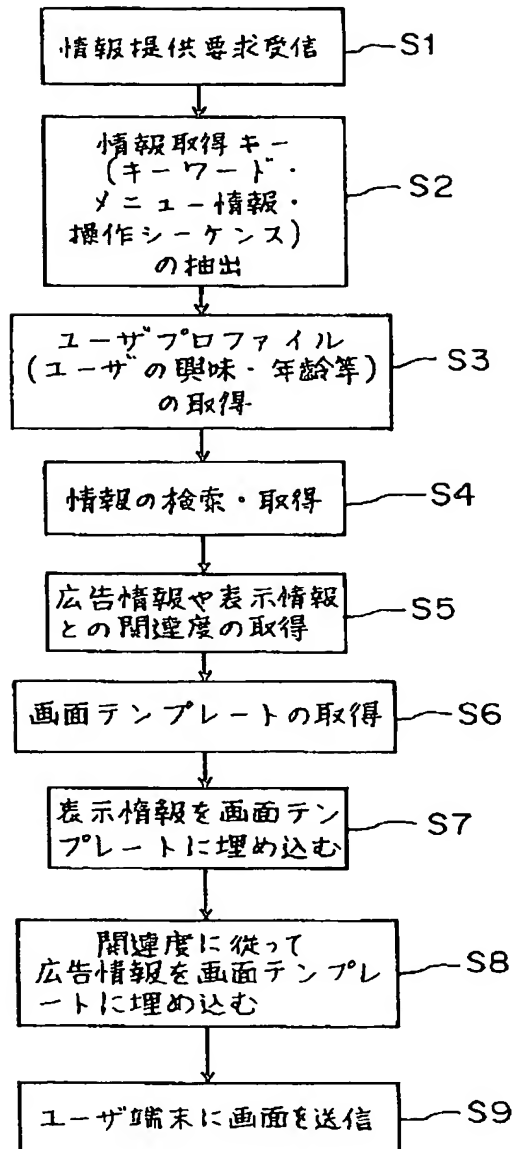 情報提供要求受信 S1
情報取得キー
(キーワード・
メニュー情報・
操作シーケンス)
の抽出
S2
ユーザプロファイル
(ユーザの興味・年齢等)
の取得
S3
情報の検索・取得 S4
広告情報や表示情報
との関連度の取得
S5
画面テンプレートの取得 S6
表示情報を画面テン
プレートに埋め込む
S7
関連度に従って
広告情報を画面テンプレ
ートに埋め込む
S8
ユーザ端末に画面を送信 S9